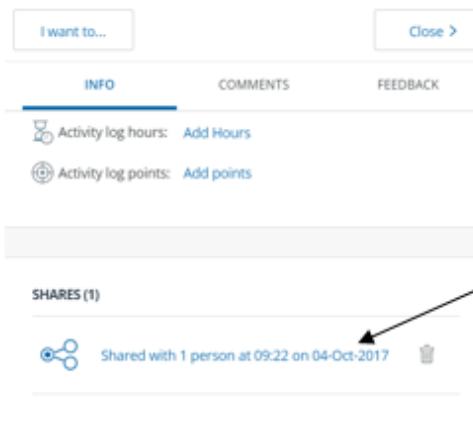 I want to...
Close >
INFO COMMENTS FEEDBACK
Activity log hours: Add Hours
Activity log points: Add points
SHARES (1)
Shared with 1 person at 09:22 on 04-Oct-2017